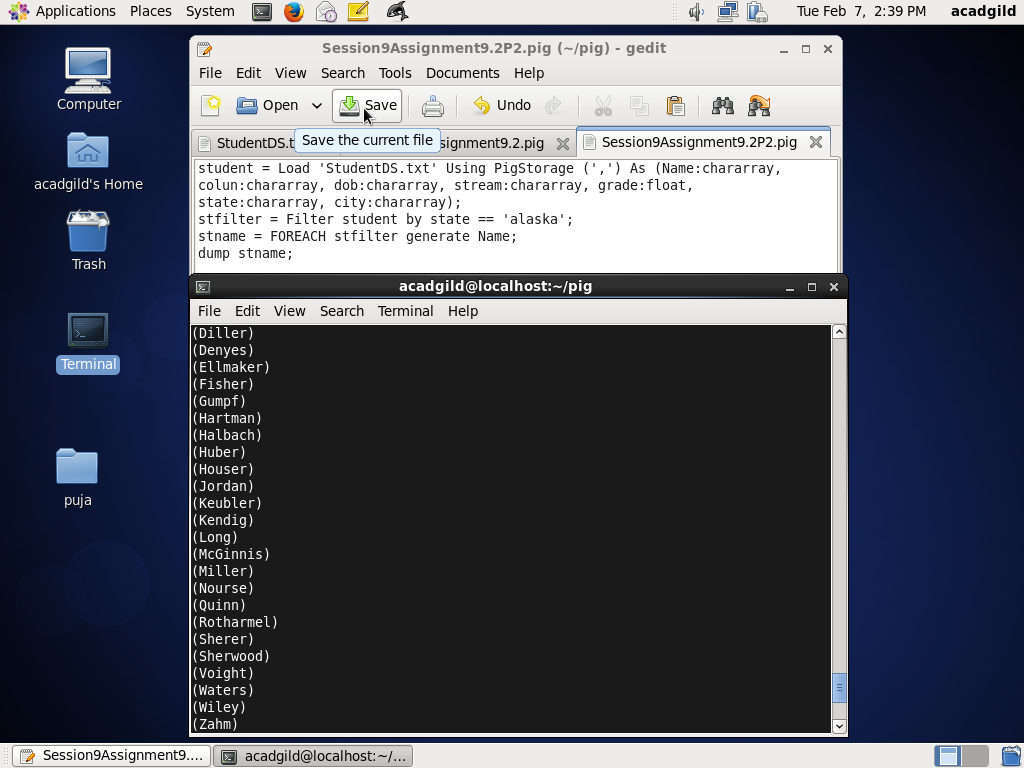 Applications Places System Tue Feb 7, 2:39 PM acadgild
Computer
acadgild's Home
Trash
Terminal
puja
Session9Assignment9.2P2.pig (~/pig) - gedit
File Edit View Search Tools Documents Help
Open Save Undo
Save the current file
StudentDS.t signment9.2.pig Session9Assignment9.2P2.pig
student = Load 'StudentDS.txt' Using PigStorage (',') As (Name:chararray,
colun:chararray, dob:chararray, stream:chararray, grade:float,
state:chararray, city:chararray);
stfilter = Filter student by state == 'alaska';
stname = FOREACH stfilter generate Name;
dump stname;
acadgild@localhost:~/pig
File Edit View Search Terminal Help
(Diller)
(Denyes)
(Ellmaker)
(Fisher)
(Gumpf)
(Hartman)
(Halbach)
(Huber)
(Houser)
(Jordan)
(Keubler)
(Kendig)
(Long)
(McGinnis)
(Miller)
(Nourse)
(Quinn)
(Rotharmel)
(Sherer)
(Sherwood)
(Voight)
(Waters)
(Wiley)
(Zahm)
Session9Assignment9.... acadgild@localhost:~/...